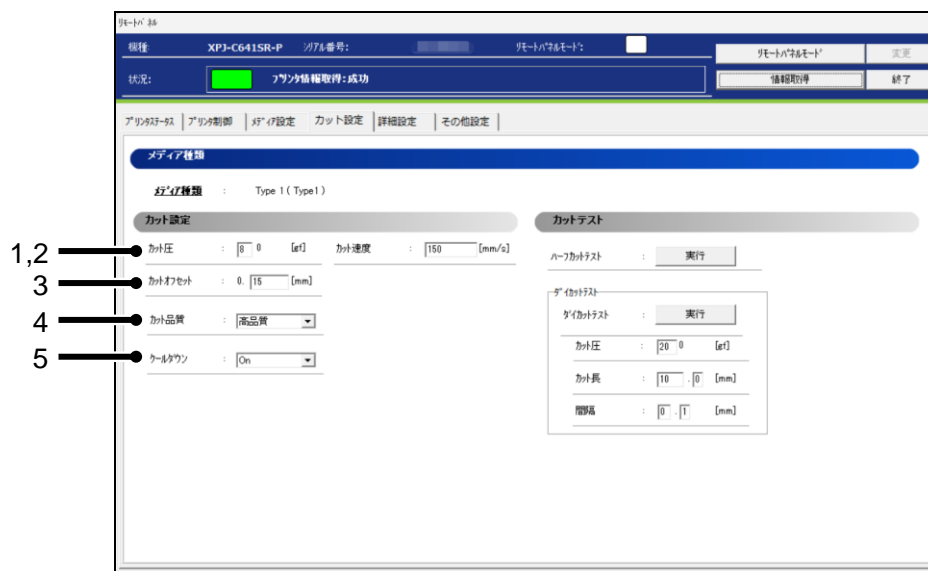 リモートパネル
機種: XPJ-C641SR-P シリアル番号: リモートパネルモード: リモートパネルモード 変更
状況: プリンタ情報取得:成功 情報取得 終了
プリンタステータス プリンタ制御 メディア設定 カット設定 詳細設定 その他設定
メディア種類
メディア種類 : Type 1 ( Type1 )
カット設定 カットテスト
1,2 カット圧 : 8 0 [gf] カット速度 : 150 [mm/s]
ハーフカットテスト : 実行
3 カットオフセット : 0. 15 [mm]
ダイカットテスト
4 カット品質 : 高品質
ダイカットテスト : 実行
カット圧 : 20 0 [gf]
5 クールダウン : On
カット長 : 10 .0 [mm]
間隔 : 0 .1 [mm]